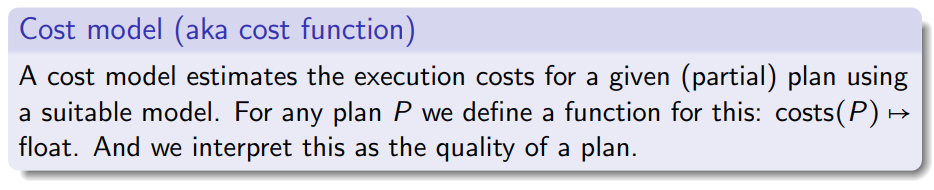 Cost model (aka cost function)
A cost model estimates the execution costs for a given (partial) plan using
a suitable model. For any plan P we define a function for this: costs(P) ↦
float. And we interpret this as the quality of a plan.